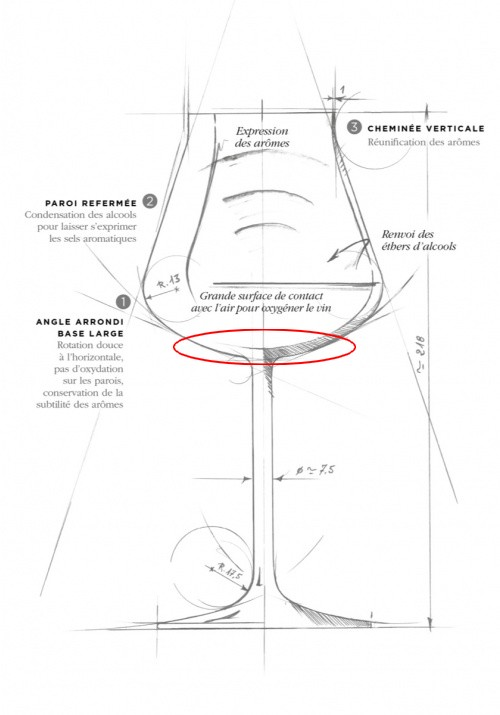 1
3 CHEMINÉE VERTICALE
Réunification des arômes
Expression
des arômes
PAROI REFERMÉE 2
Condensation des alcools
pour laisser s'exprimer
les sels aromatiques
Renvoi des
éthers d'alcools
R.13
Grande surface de contact
avec l'air pour oxygéner le vin
1
ANGLE ARRONDI
BASE LARGE
Rotation douce
à l'horizontale,
pas d'oxydation
sur les parois,
conservation de la
subtilité des arômes
≃ 218
ø ≃ 7.5
R.17,5